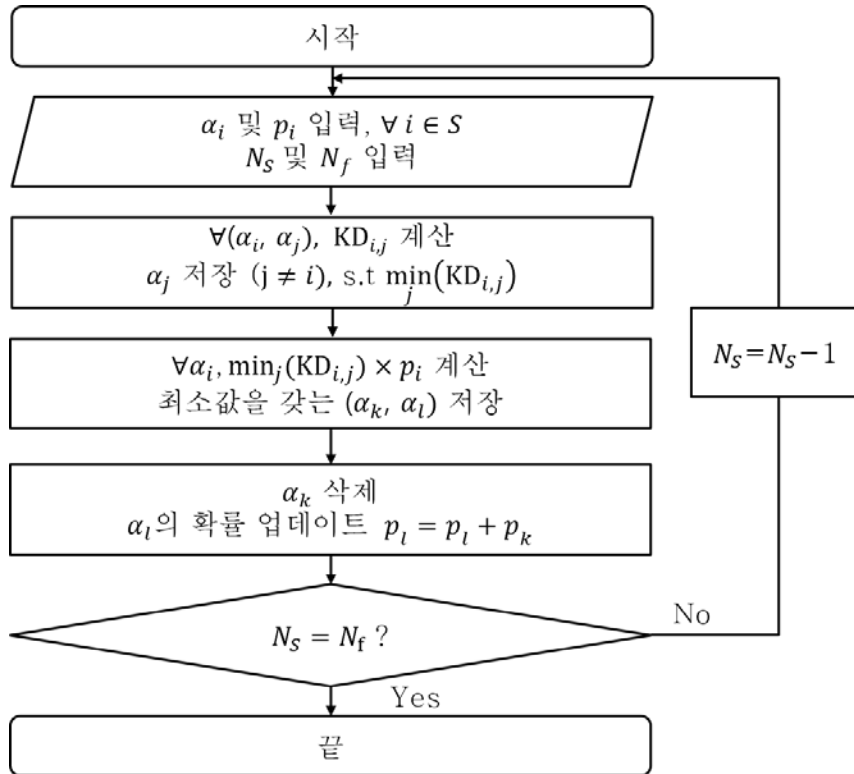 시작
α_i 및 p_i 입력, ∀ i ∈ S
N_S 및 N_f 입력
∀(α_i, α_j), KD_{i,j} 계산
α_j 저장 (j ≠ i), s.t min_j(KD_{i,j})
∀α_i, min_j(KD_{i,j}) × p_i 계산
최소값을 갖는 (α_k, α_l) 저장
α_k 삭제
α_l의 확률 업데이트 p_l = p_l + p_k
N_S = N_f ?
No
N_S = N_S − 1
Yes
끝